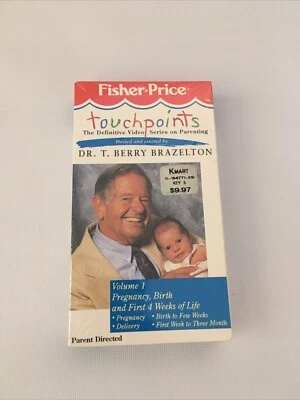 Fisher-Price
touchpoints
The Definitive Video Series on Parenting
Hosted and created by
DR. T. BERRY BRAZELTON
KMART
KEY 5
$9.97
Volume 1
Pregnancy, Birth
and First 4 Weeks of Life
• Pregnancy • Birth to Few Weeks
• Delivery • First Week to Three Month
Parent Directed